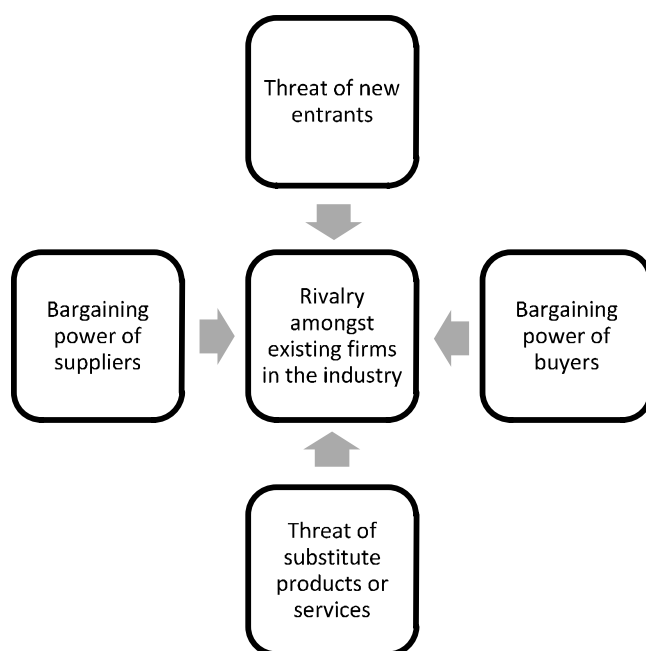 Threat of new
entrants
Bargaining
power of
suppliers
Rivalry
amongst
existing firms
in the industry
Bargaining
power of
buyers
Threat of
substitute
products or
services